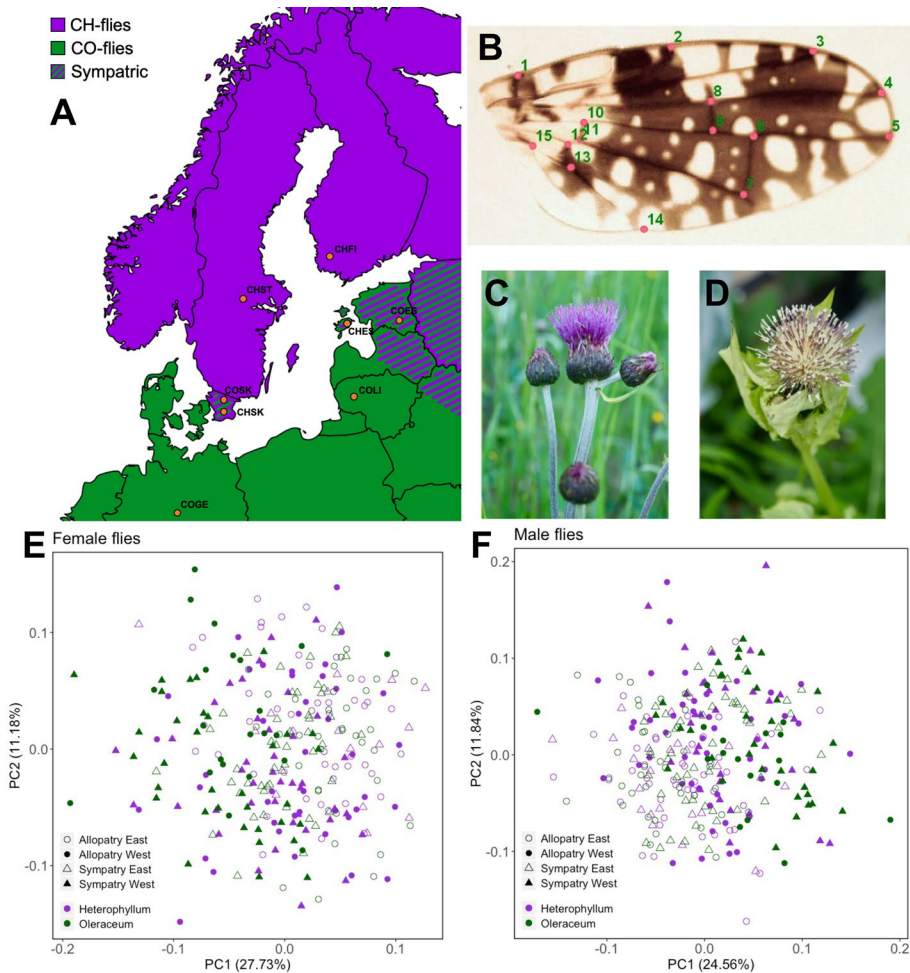 CH-flies
CO-flies
Sympatric
A
CHFI
CHST
COES
CHES
COSK
CHSK
COLI
COGE
B
1
2
3
4
5
8
9
6
10
11
12
15
13
7
14
C
D
E
Female flies
PC2 (11.18%)
0.1
0.0
-0.1
Allopatry East
Allopatry West
Sympatry East
Sympatry West
Heterophyllum
Oleraceum
-0.2
-0.1
0.0
0.1
PC1 (27.73%)
F
Male flies
PC2 (11.84%)
0.2
0.1
0.0
-0.1
Allopatry East
Allopatry West
Sympatry East
Sympatry West
Heterophyllum
Oleraceum
-0.2
-0.1
0.0
0.1
0.2
PC1 (24.56%)